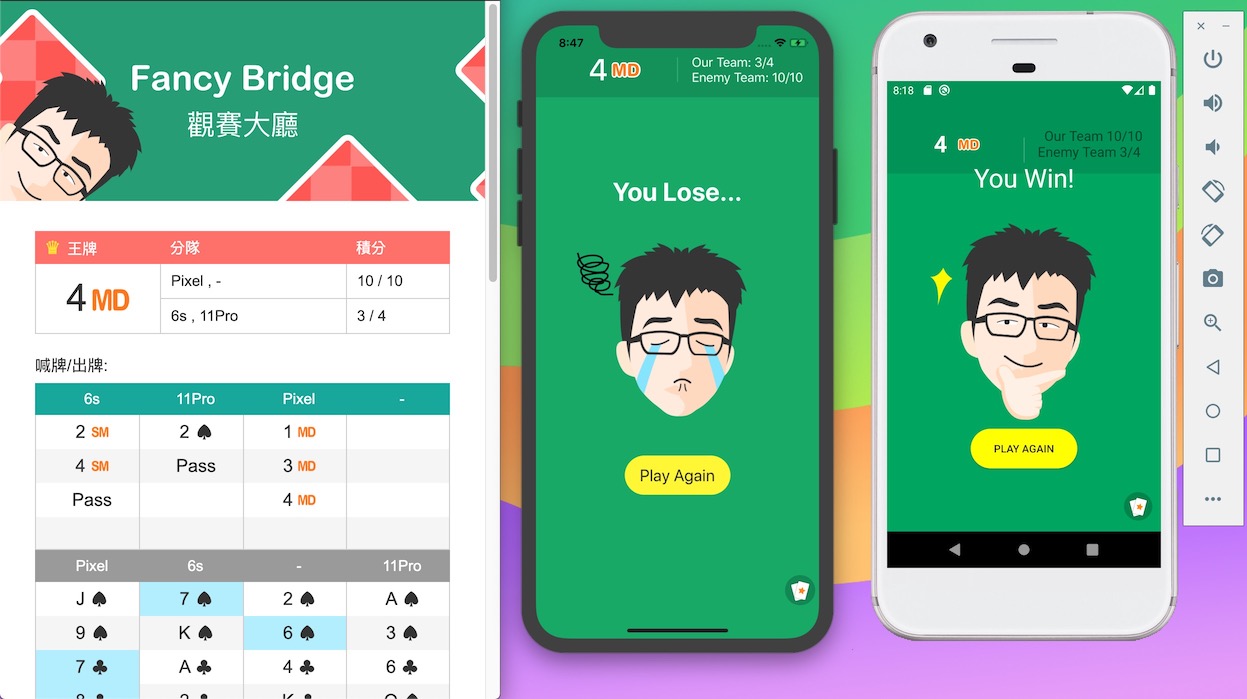 Fancy Bridge
觀賽大廳
王牌 分隊 積分
4 MD
Pixel , - 10 / 10
6s , 11Pro 3 / 4
喊牌/出牌:
6s 11Pro Pixel -
2 SM 2 ♠ 1 MD
4 SM Pass 3 MD
Pass 4 MD
Pixel 6s - 11Pro
J ♠ 7 ♠ 2 ♠ A ♠
9 ♠ K ♠ 6 ♠ 3 ♠
7 ♣ A ♣ 4 ♣ 6 ♣
8:47
4 MD
Our Team: 3/4
Enemy Team: 10/10
You Lose...
Play Again
8:18
4 MD
Our Team 10/10
Enemy Team 3/4
You Win!
PLAY AGAIN